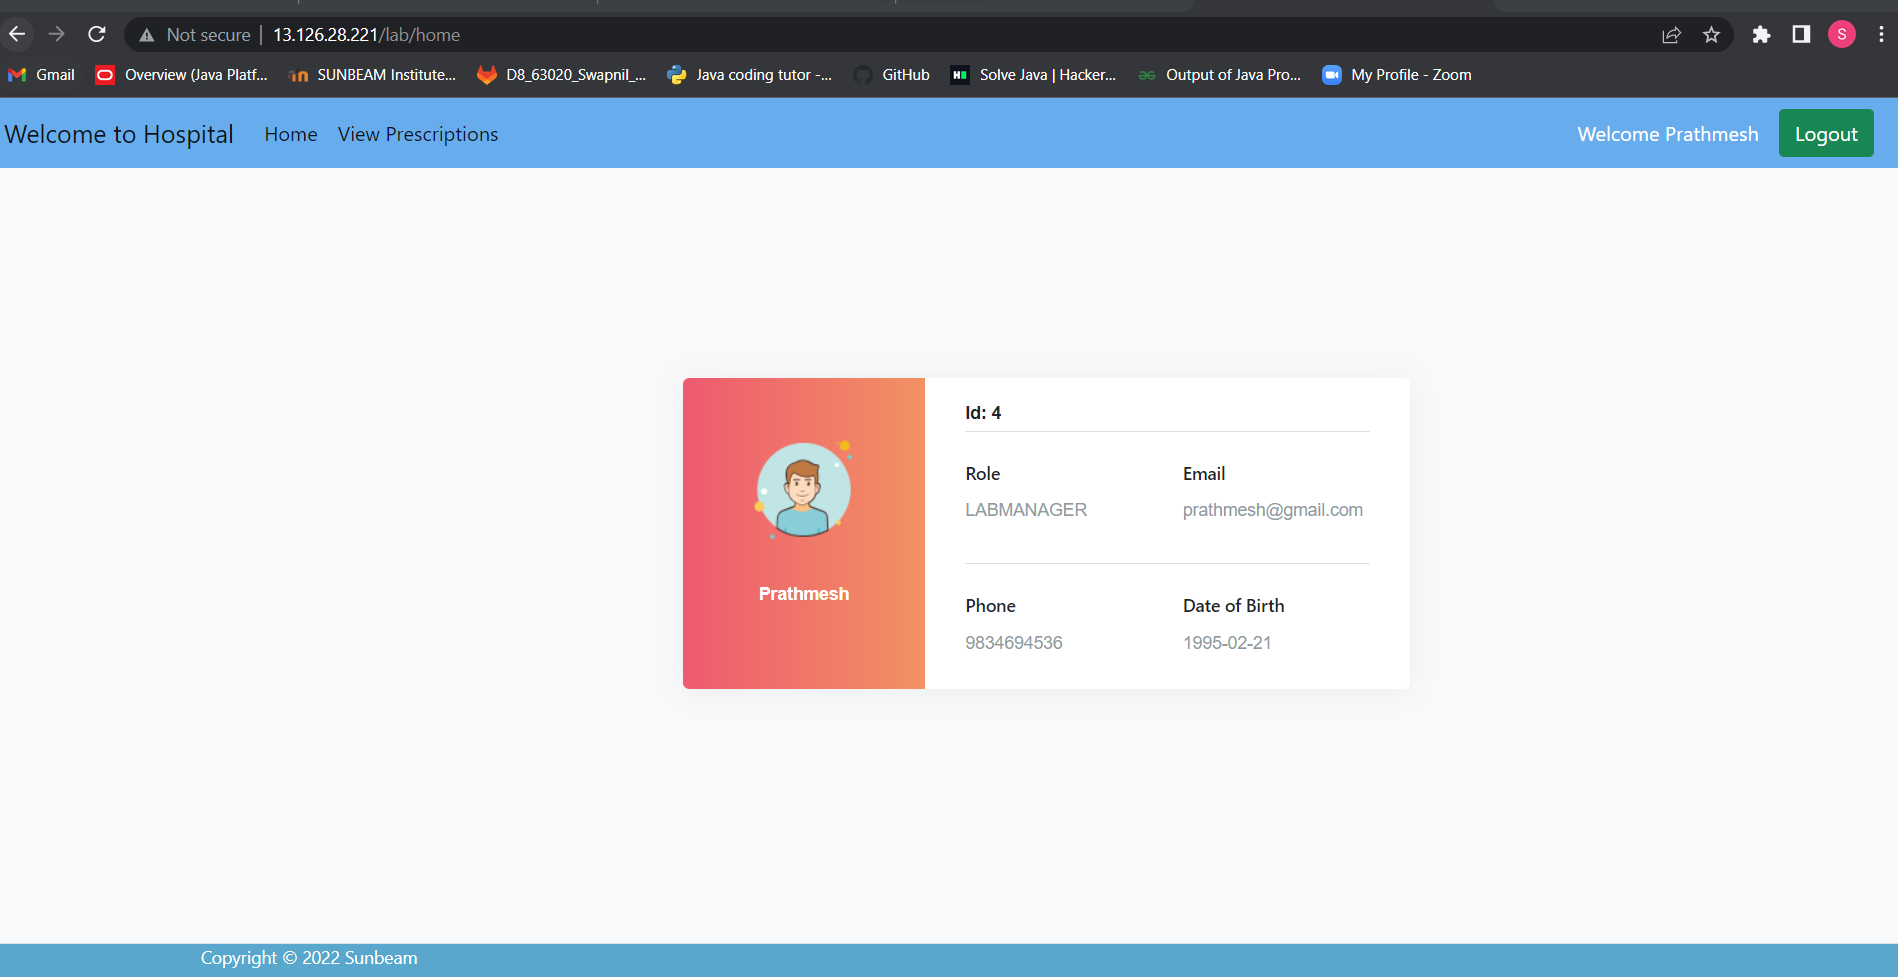 Not secure | 13.126.28.221/lab/home
S
Gmail Overview (Java Platf... SUNBEAM Institute... D8_63020_Swapnil_... Java coding tutor -... GitHub Solve Java | Hacker... Output of Java Pro... My Profile - Zoom
Welcome to Hospital Home View Prescriptions Welcome Prathmesh Logout
Prathmesh
Id: 4
Role Email
LABMANAGER prathmesh@gmail.com
Phone Date of Birth
9834694536 1995-02-21
Copyright © 2022 Sunbeam